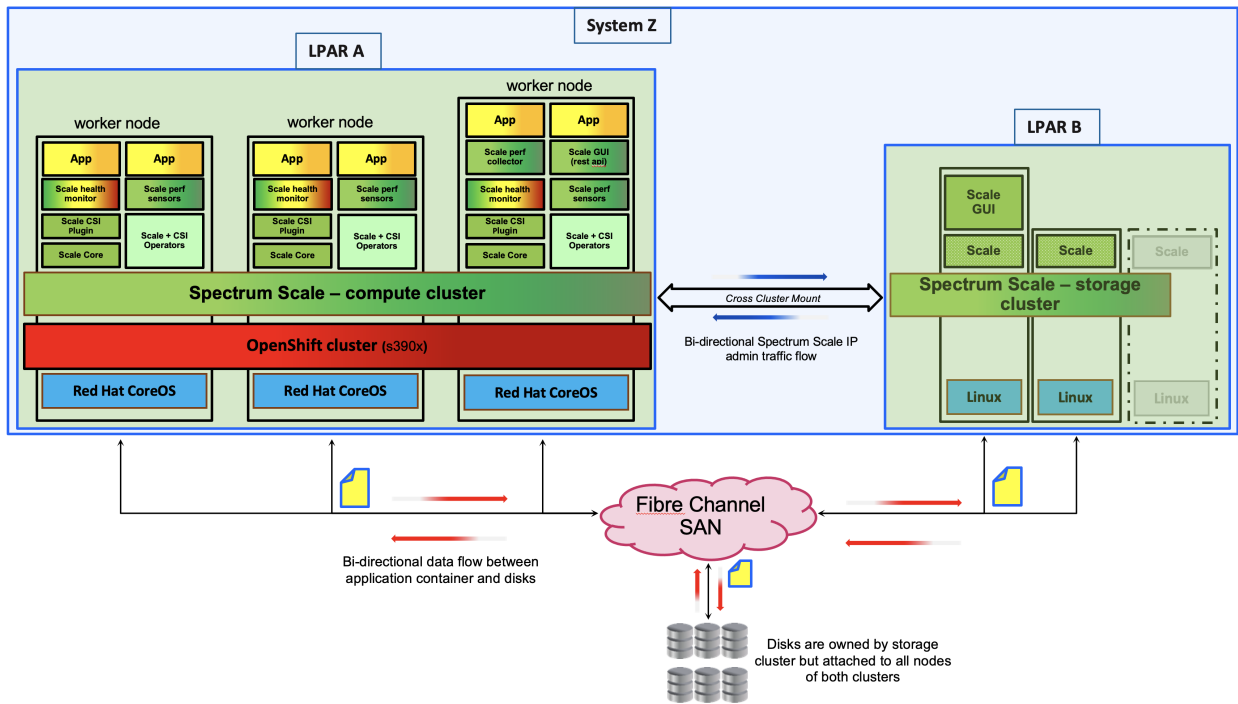 System Z
LPAR A
worker node
worker node
worker node
App
App
Scale health
monitor
Scale perf
sensors
Scale CSI
Plugin
Scale + CSI
Operators
Scale Core
App
App
Scale health
monitor
Scale perf
sensors
Scale CSI
Plugin
Scale + CSI
Operators
Scale Core
App
App
Scale perf
collector
Scale GUI
(rest api)
Scale health
monitor
Scale perf
sensors
Scale CSI
Plugin
Scale + CSI
Operators
Scale Core
Spectrum Scale – compute cluster
OpenShift cluster (s390x)
Red Hat CoreOS
Red Hat CoreOS
Red Hat CoreOS
Cross Cluster Mount
Bi-directional Spectrum Scale IP
admin traffic flow
LPAR B
Scale
GUI
Scale
Scale
Scale
Spectrum Scale – storage
cluster
Linux
Linux
Linux
Fibre Channel
SAN
Bi-directional data flow between
application container and disks
Disks are owned by storage
cluster but attached to all nodes
of both clusters